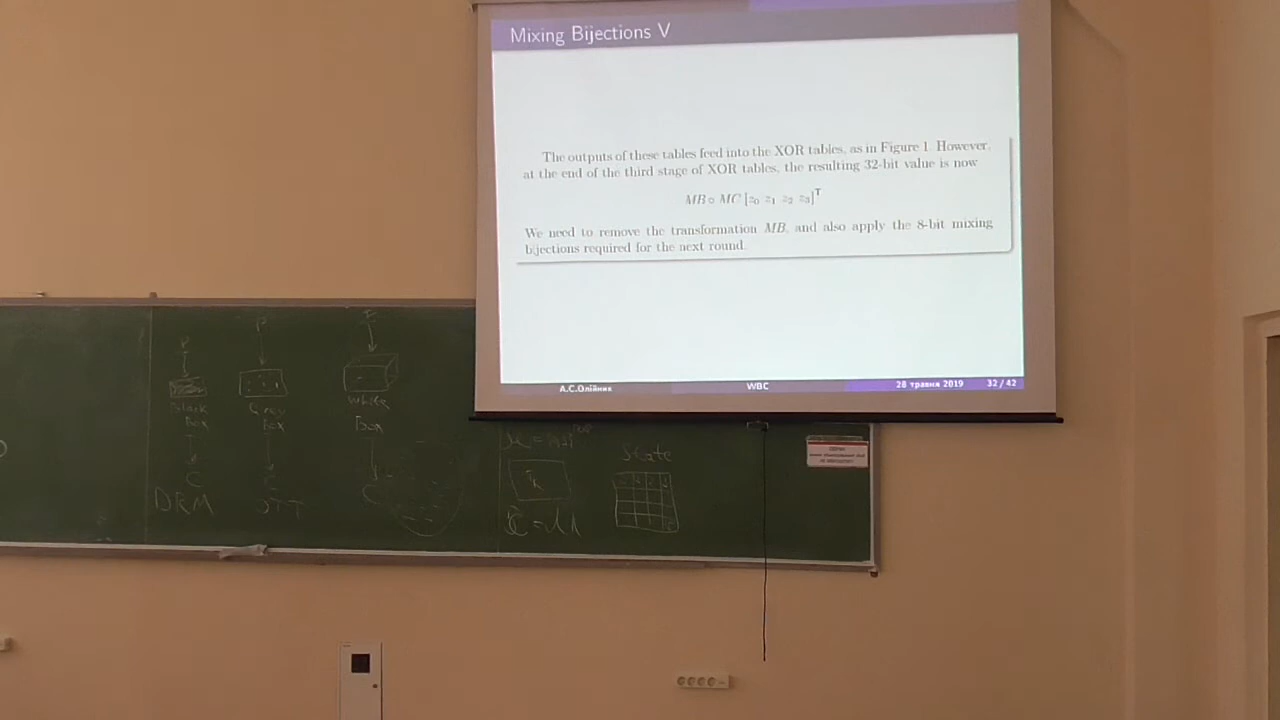 Mixing Bijections V
The outputs of these tables feed into the XOR tables, as in Figure 1. However,
at the end of the third stage of XOR tables, the resulting 32-bit value is now
MB ∘ MC [z₀ z₁ z₂ z₃]ᵀ
We need to remove the transformation MB, and also apply the 8-bit mixing
bijections required for the next round.
А.С.Олійник WBC 28 травня 2019 32 / 42
P
P
Black
Box
Grey
Box
White
Box
C
C
C
DRM
OTT
State